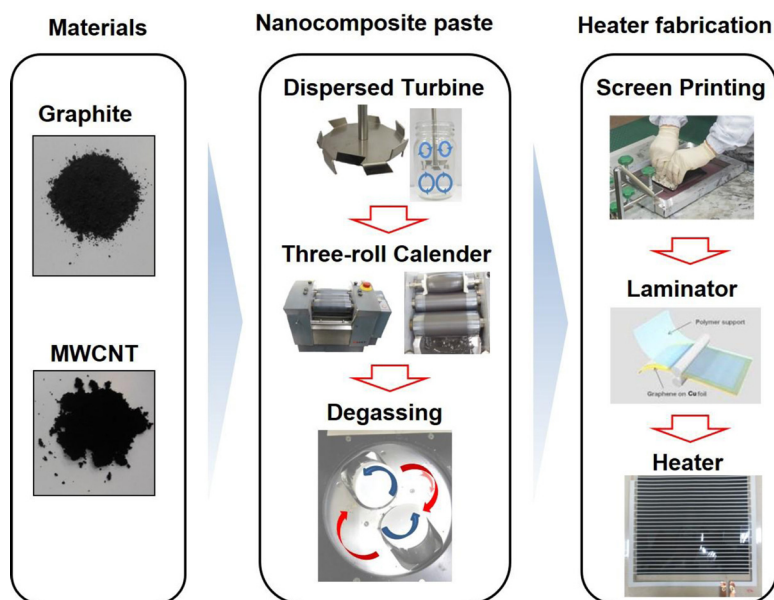 Materials
Graphite
MWCNT
Nanocomposite paste
Dispersed Turbine
Three-roll Calender
Degassing
Heater fabrication
Screen Printing
Laminator
Polymer support
Graphene on Cu foil
Heater